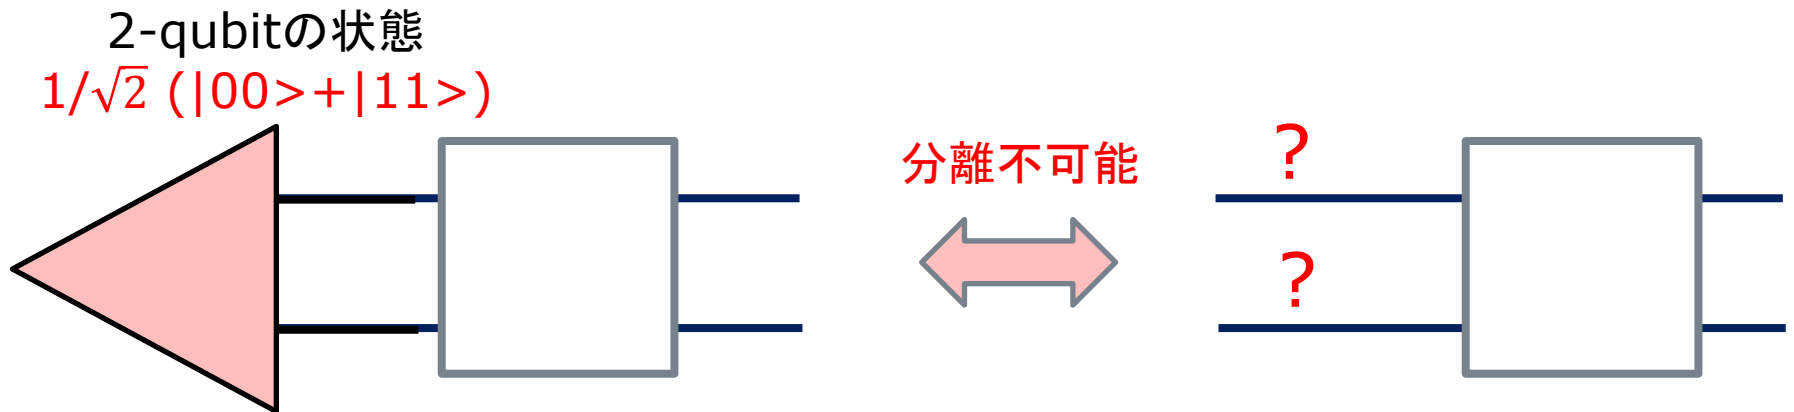 2-qubitの状態
1/√2 (|00>+|11>)
分離不可能
?
?